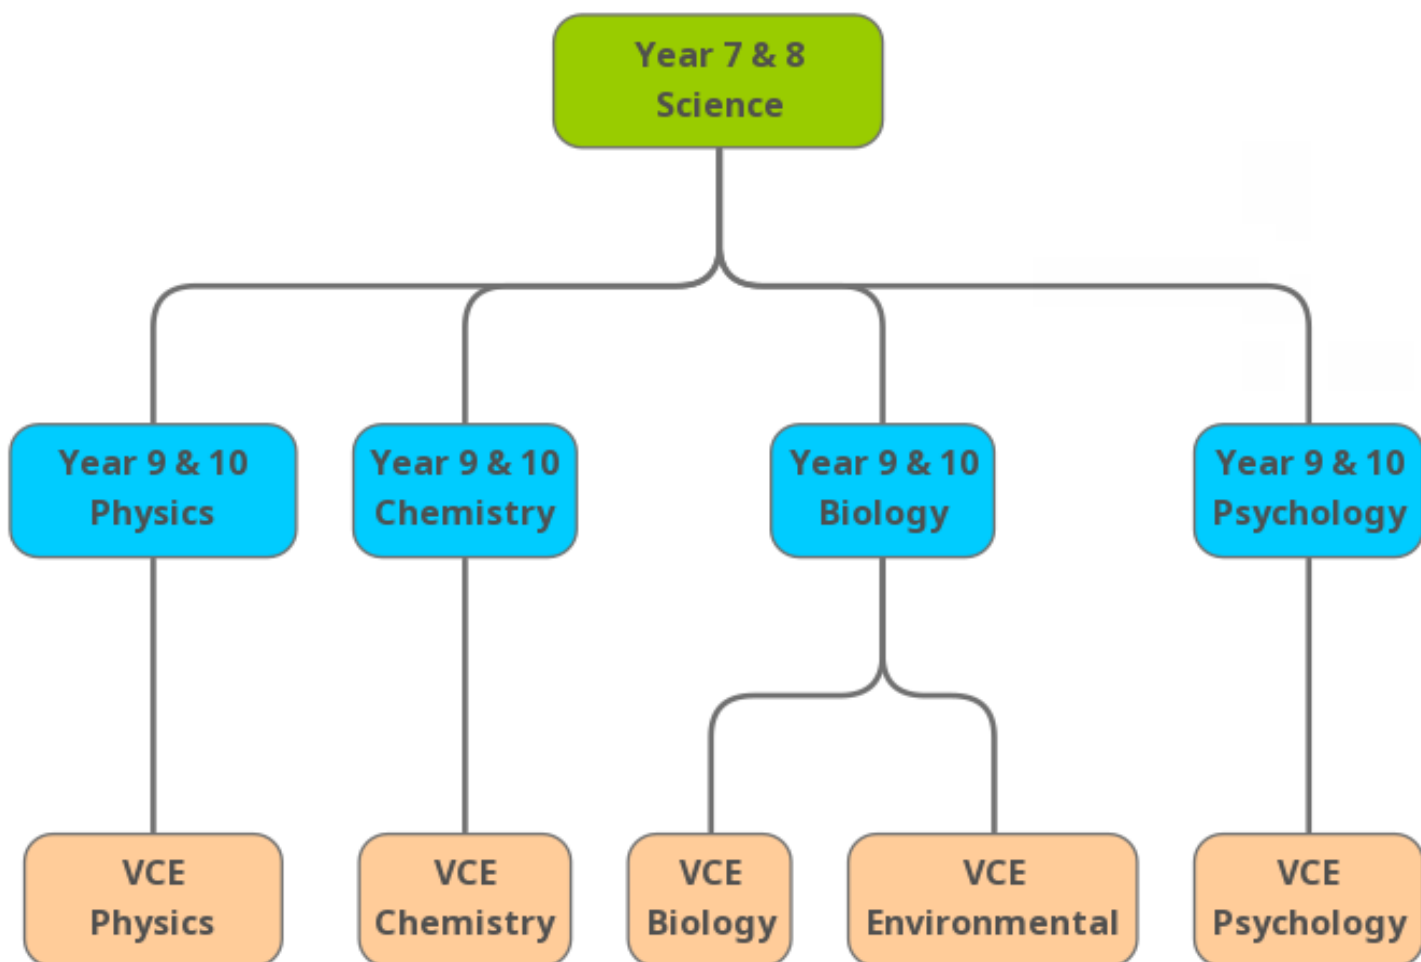 Year 7 & 8
Science
Year 9 & 10
Physics
Year 9 & 10
Chemistry
Year 9 & 10
Biology
Year 9 & 10
Psychology
VCE
Physics
VCE
Chemistry
VCE
Biology
VCE
Environmental
VCE
Psychology